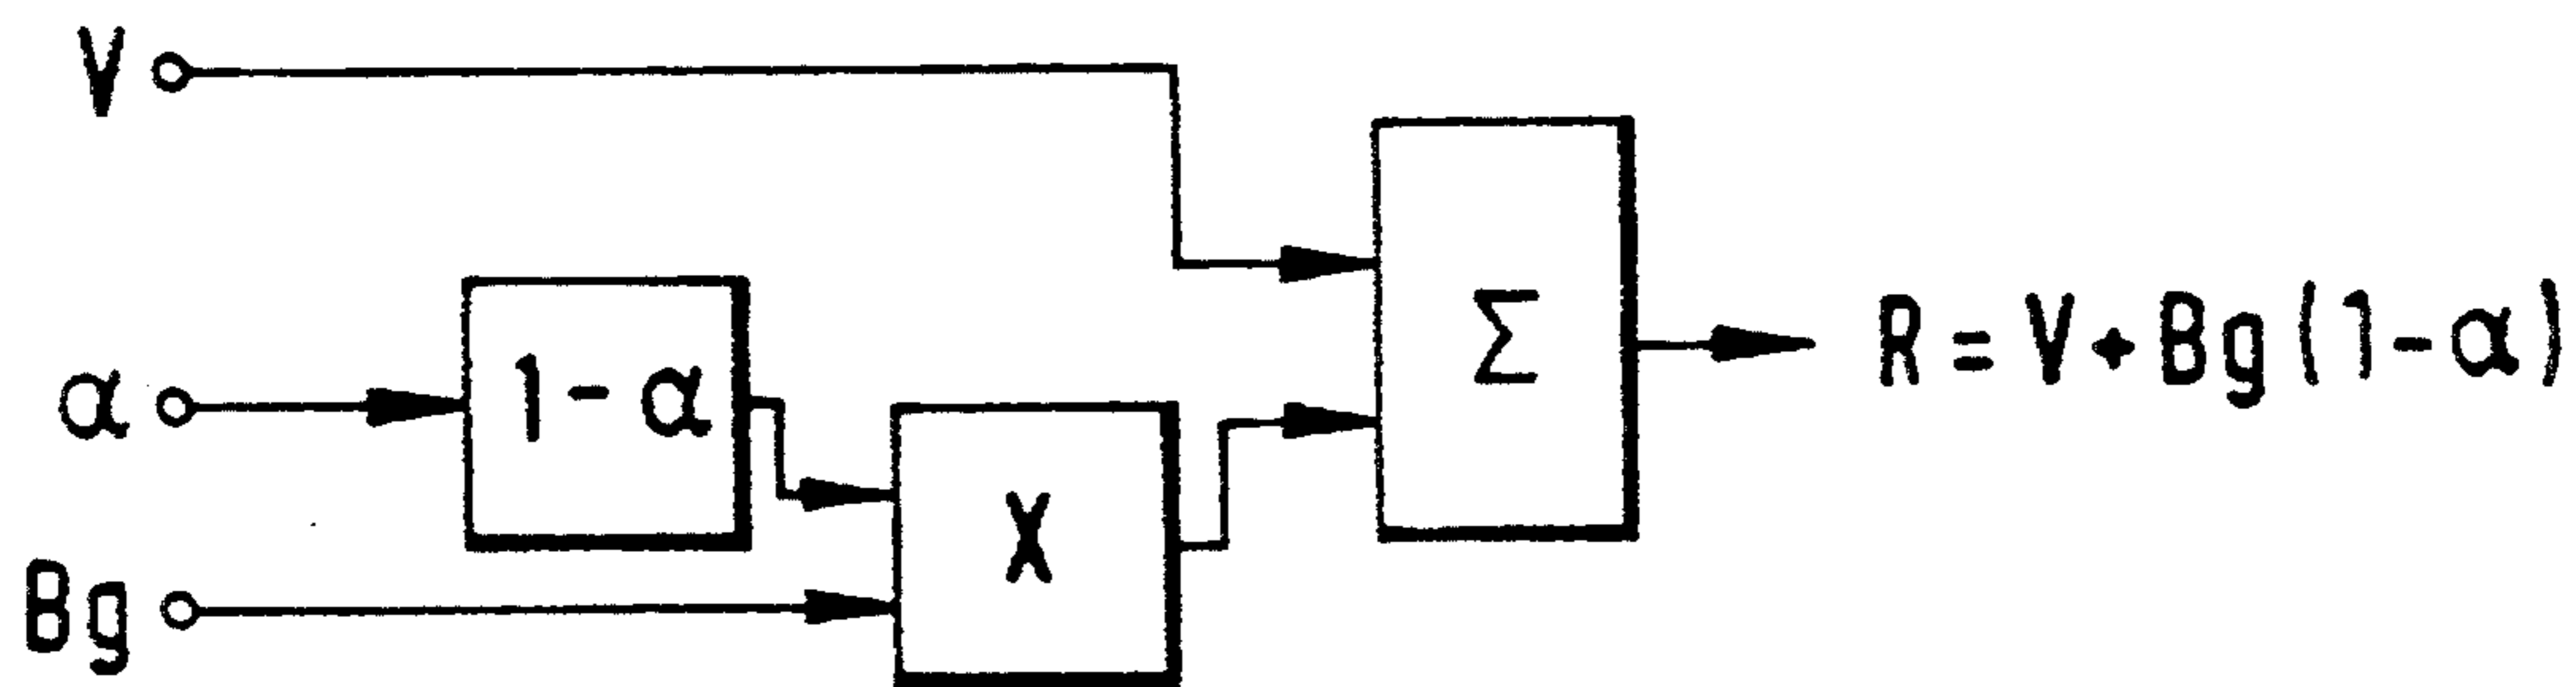 V
Σ
R = V + Bg (1 - α)
α
1 - α
X
Bg